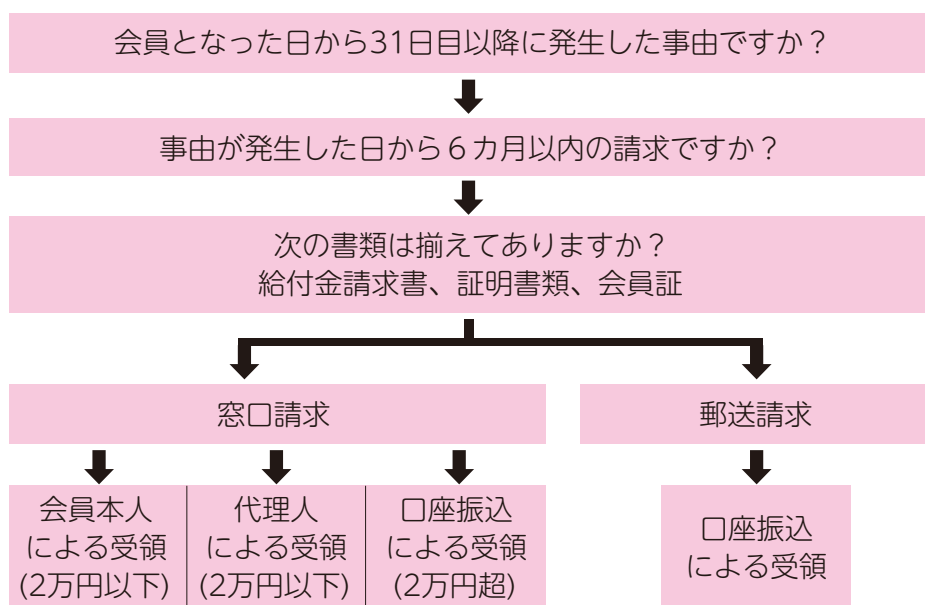 会員となった日から31日目以降に発生した事由ですか？
事由が発生した日から６カ月以内の請求ですか？
次の書類は揃えてありますか？
給付金請求書、証明書類、会員証
窓口請求
郵送請求
会員本人
による受領
(2万円以下)
代理人
による受領
(2万円以下)
口座振込
による受領
(2万円超)
口座振込
による受領